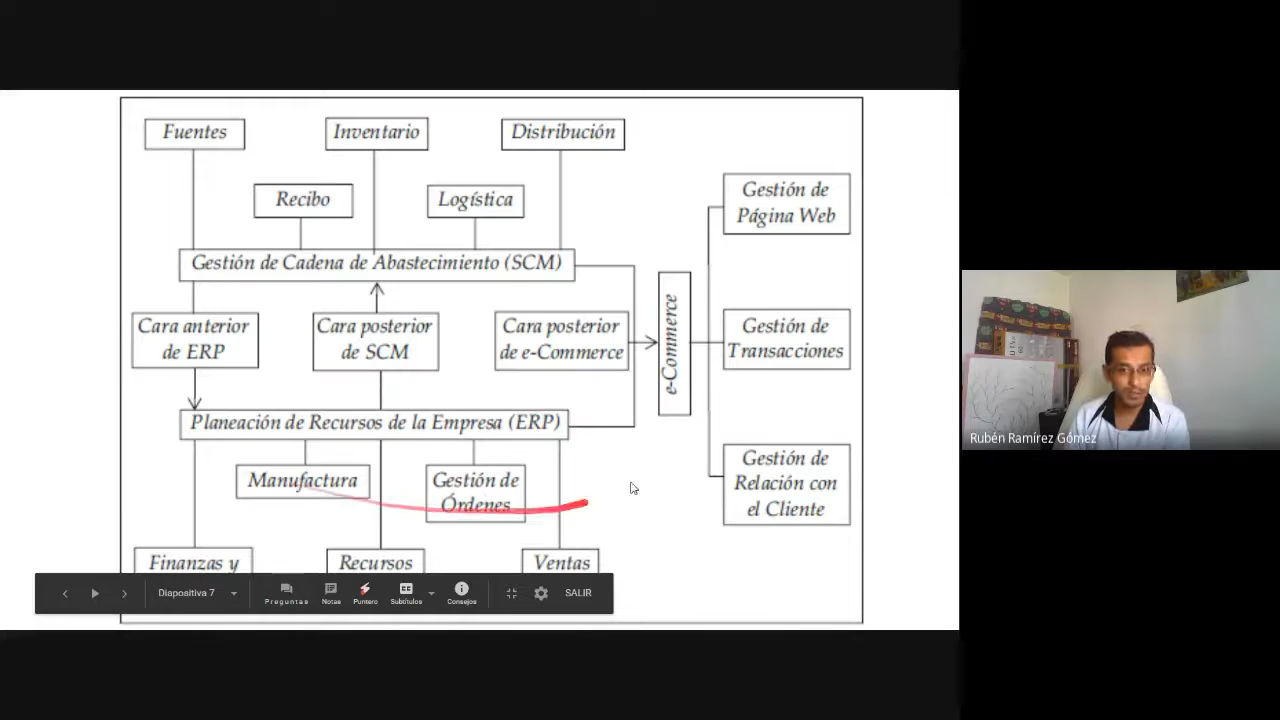 Fuentes
Inventario
Distribución
Recibo
Logística
Gestión de
Página Web
Gestión de Cadena de Abastecimiento (SCM)
Cara anterior
de ERP
Cara posterior
de SCM
Cara posterior
de e-Commerce
e-Commerce
Gestión de
Transacciones
Planeación de Recursos de la Empresa (ERP)
Manufactura
Gestión de
Órdenes
Gestión de
Relación con
el Cliente
Finanzas y
Recursos
Ventas
Diapositiva 7
Preguntas
Notas
Puntero
CC
Subtítulos
Consejos
SALIR
Rubén Ramírez Gómez